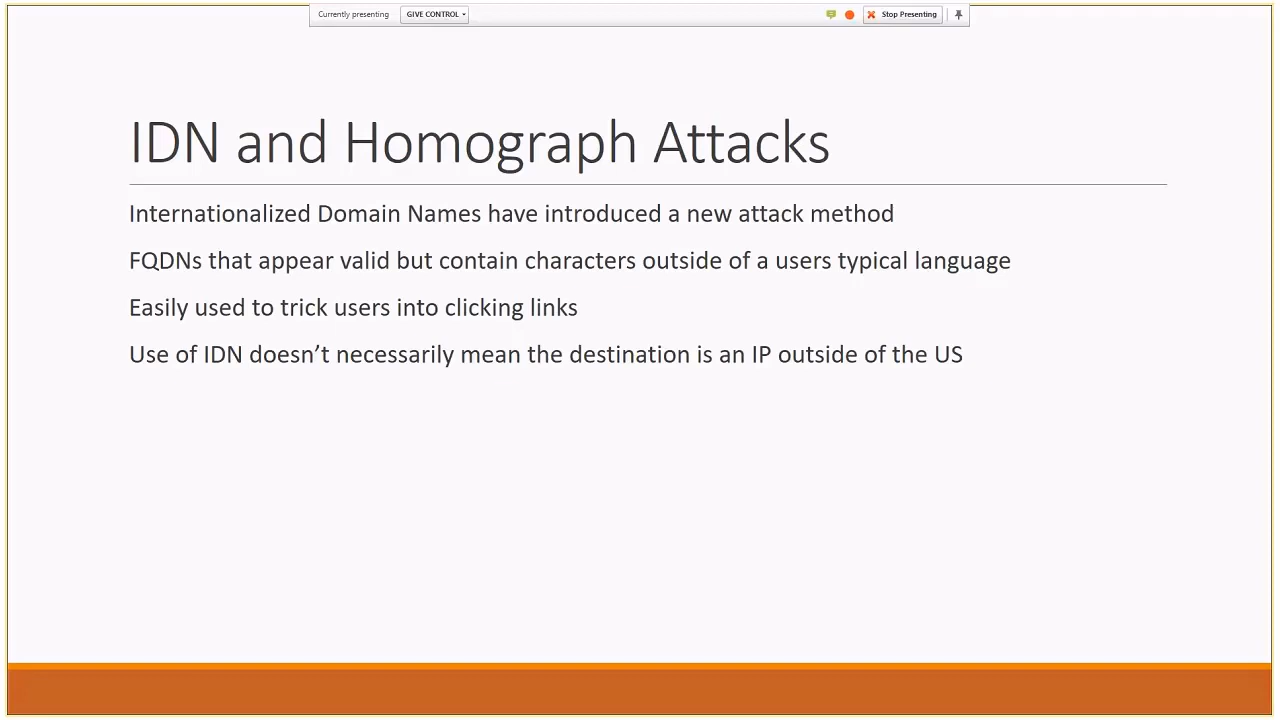 Currently presenting GIVE CONTROL Stop Presenting
IDN and Homograph Attacks
Internationalized Domain Names have introduced a new attack method
FQDNs that appear valid but contain characters outside of a users typical language
Easily used to trick users into clicking links
Use of IDN doesn’t necessarily mean the destination is an IP outside of the US